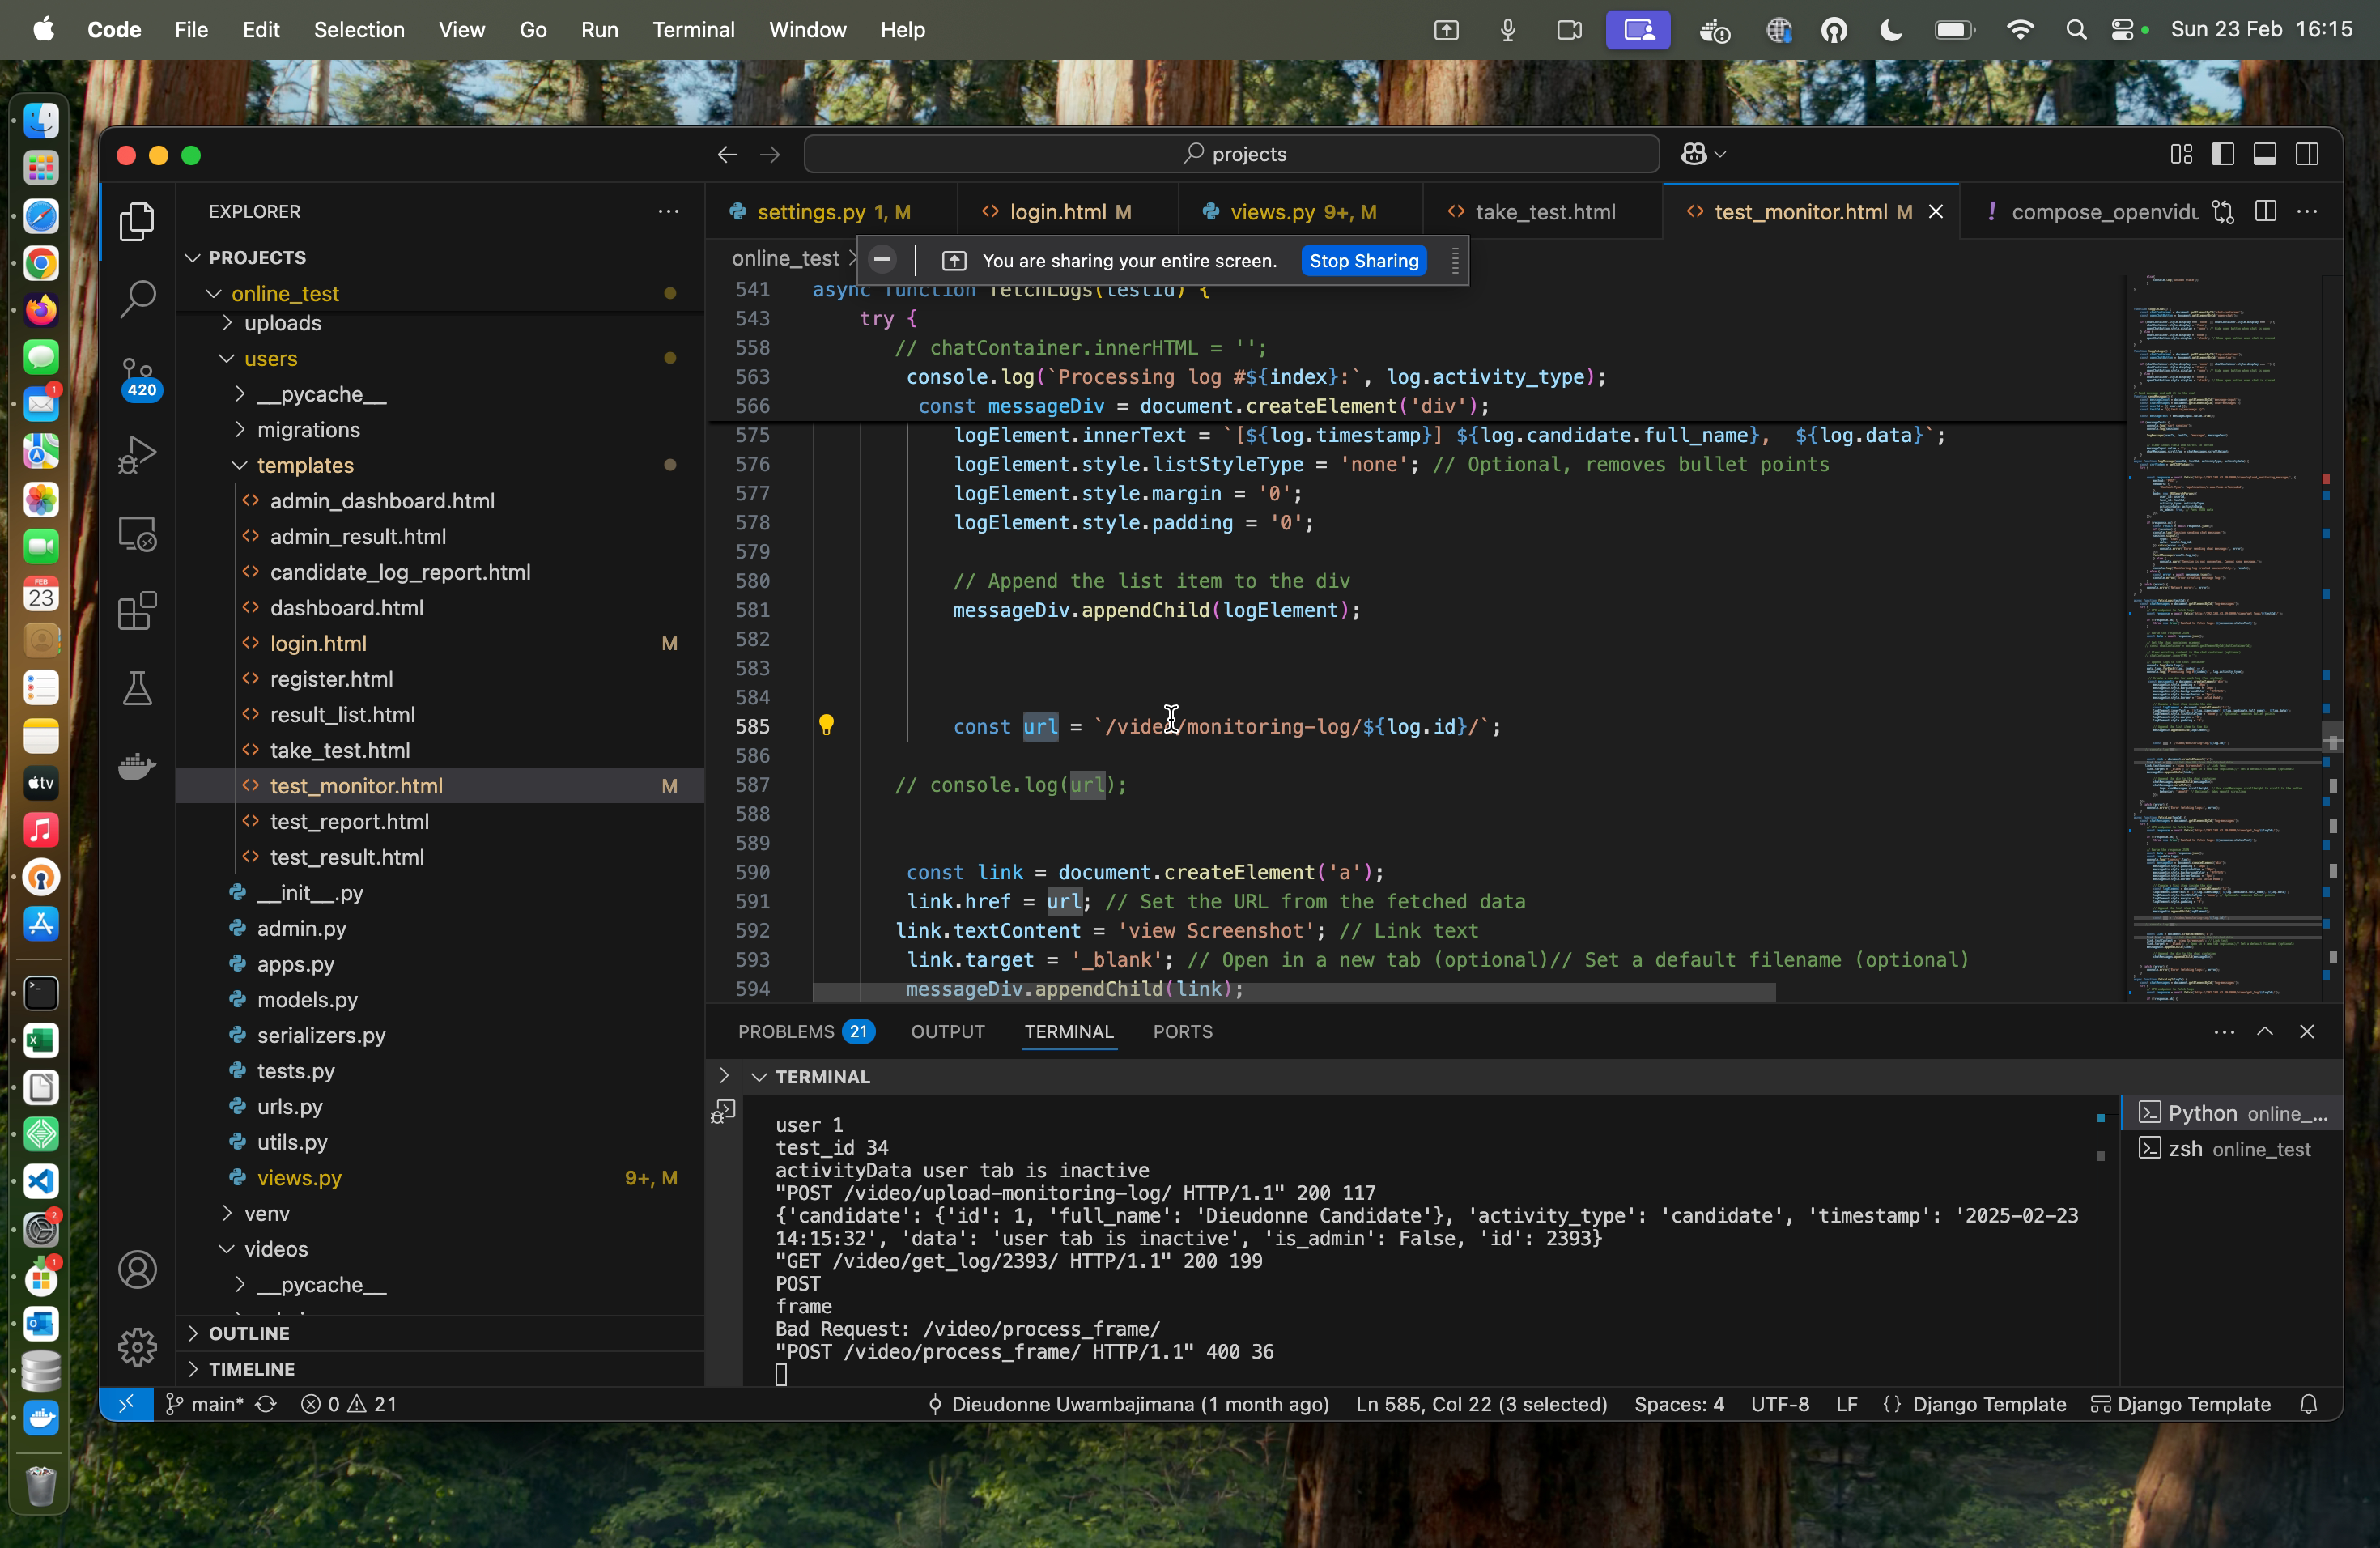 Code File Edit Selection View Go Run Terminal Window Help
Sun 23 Feb 16:15
projects
EXPLORER
settings.py 1, M
login.html M
views.py 9+, M
take_test.html
test_monitor.html M
compose_openvidu
PROJECTS
online_test
uploads
users
__pycache__
migrations
templates
admin_dashboard.html
admin_result.html
candidate_log_report.html
dashboard.html
login.html M
register.html
result_list.html
take_test.html
test_monitor.html M
test_report.html
test_result.html
__init__.py
admin.py
apps.py
models.py
serializers.py
tests.py
urls.py
utils.py
views.py 9+, M
venv
videos
__pycache__
OUTLINE
TIMELINE
420
online_test
You are sharing your entire screen. Stop Sharing
541 async function fetchLogs(testId) {
543 try {
558 // chatContainer.innerHTML = '';
563 console.log(`Processing log #${index}:`, log.activity_type);
566 const messageDiv = document.createElement('div');
575 logElement.innerText = `[${log.timestamp}] ${log.candidate.full_name},  ${log.data}`;
576 logElement.style.listStyleType = 'none'; // Optional, removes bullet points
577 logElement.style.margin = '0';
578 logElement.style.padding = '0';
579
580 // Append the list item to the div
581 messageDiv.appendChild(logElement);
582
583
584
585 const url = `/video/monitoring-log/${log.id}/`;
586
587 // console.log(url);
588
589
590 const link = document.createElement('a');
591 link.href = url; // Set the URL from the fetched data
592 link.textContent = 'view Screenshot'; // Link text
593 link.target = '_blank'; // Open in a new tab (optional)// Set a default filename (optional)
594 messageDiv.appendChild(link);
PROBLEMS 21 OUTPUT TERMINAL PORTS
TERMINAL
user 1
test_id 34
activityData user tab is inactive
"POST /video/upload-monitoring-log/ HTTP/1.1" 200 117
{'candidate': {'id': 1, 'full_name': 'Dieudonne Candidate'}, 'activity_type': 'candidate', 'timestamp': '2025-02-23
14:15:32', 'data': 'user tab is inactive', 'is_admin': False, 'id': 2393}
"GET /video/get_log/2393/ HTTP/1.1" 200 199
POST
frame
Bad Request: /video/process_frame/
"POST /video/process_frame/ HTTP/1.1" 400 36
Python online_...
zsh online_test
main* 0 21
Dieudonne Uwambajimana (1 month ago) Ln 585, Col 22 (3 selected) Spaces: 4 UTF-8 LF {} Django Template Django Template
1
FEB
23
tv
2
1